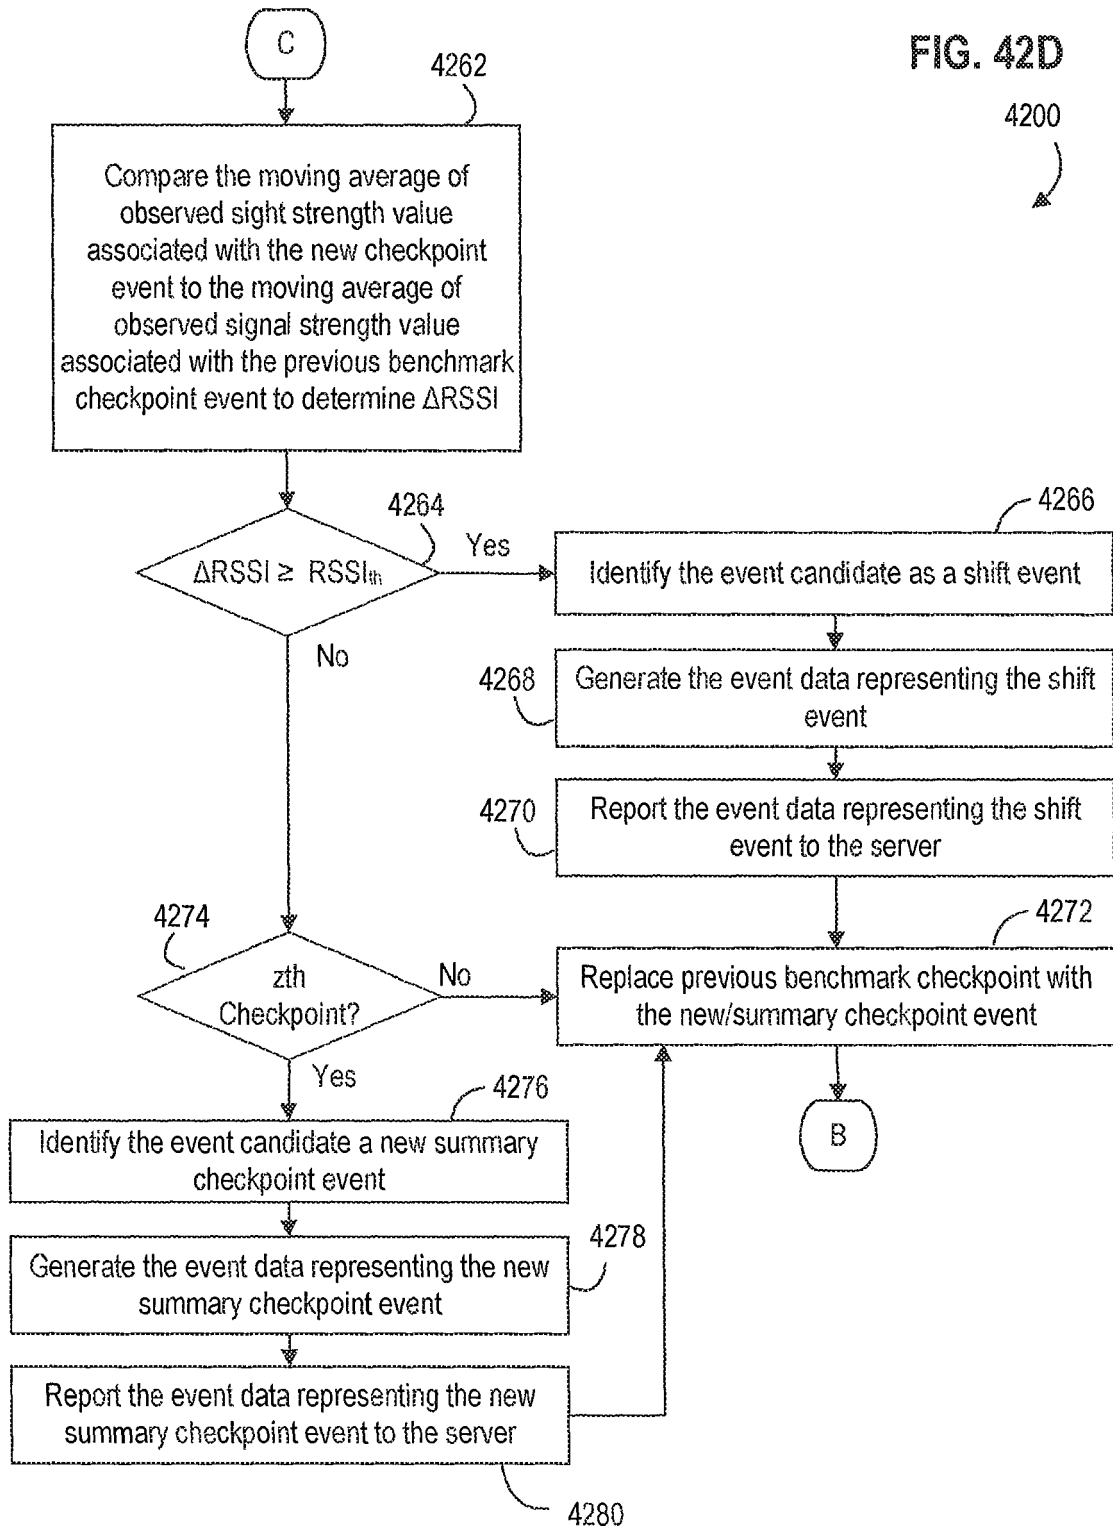 C
FIG. 42D
4262
4200
Compare the moving average of
observed sight strength value
associated with the new checkpoint
event to the moving average of
observed signal strength value
associated with the previous benchmark
checkpoint event to determine ΔRSSI
4264
ΔRSSI ≥ RSSIth
Yes
No
4266
Identify the event candidate as a shift event
4268
Generate the event data representing the shift
event
4270
Report the event data representing the shift
event to the server
4274
zth
Checkpoint?
No
Yes
4272
Replace previous benchmark checkpoint with
the new/summary checkpoint event
B
4276
Identify the event candidate a new summary
checkpoint event
4278
Generate the event data representing the new
summary checkpoint event
Report the event data representing the new
summary checkpoint event to the server
4280